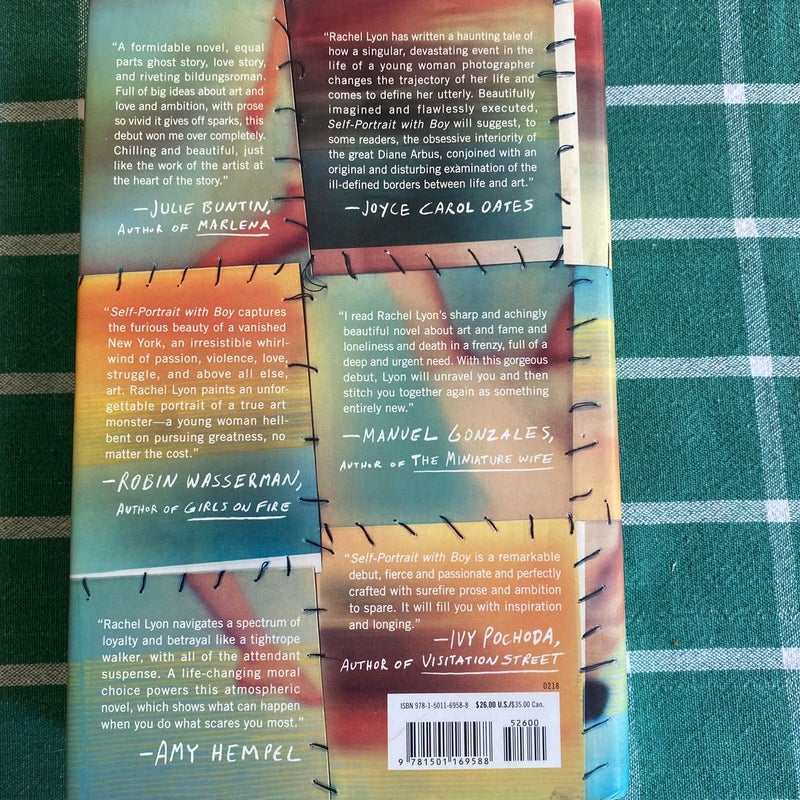 “A formidable novel, equal
parts ghost story, love story,
and riveting bildungsroman.
Full of big ideas about art and
love and ambition, with prose
so vivid it gives off sparks, this
debut won me over completely.
Chilling and beautiful, just
like the work of the artist at
the heart of the story.”
—JULIE BUNTIN,
AUTHOR OF MARLENA
“Rachel Lyon has written a haunting tale of
how a singular, devastating event in the
life of a young woman photographer
changes the trajectory of her life and
comes to define her utterly. Beautifully
imagined and flawlessly executed,
Self-Portrait with Boy will suggest, to
some readers, the obsessive interiority of
the great Diane Arbus, conjoined with an
original and disturbing examination of the
ill-defined borders between life and art.”
—JOYCE CAROL OATES
“Self-Portrait with Boy captures
the furious beauty of a vanished
New York, an irresistible whirl-
wind of passion, violence, love,
struggle, and above all else,
art. Rachel Lyon paints an unfor-
gettable portrait of a true art
monster—a young woman hell-
bent on pursuing greatness, no
matter the cost.”
—ROBIN WASSERMAN,
AUTHOR OF GIRLS ON FIRE
“I read Rachel Lyon’s sharp and achingly
beautiful novel about art and fame and
loneliness and death in a frenzy, full of a
deep and urgent need. With this gorgeous
debut, Lyon will unravel you and then
stitch you together again as something
entirely new.”
—MANUEL GONZALES,
AUTHOR OF THE MINIATURE WIFE
“Rachel Lyon navigates a spectrum of
loyalty and betrayal like a tightrope
walker, with all of the attendant
suspense. A life-changing moral
choice powers this atmospheric
novel, which shows what can happen
when you do what scares you most.”
—AMY HEMPEL
“Self-Portrait with Boy is a remarkable
debut, fierce and passionate and perfectly
crafted with surefire prose and ambition
to spare. It will fill you with inspiration
and longing.”
—IVY POCHODA,
AUTHOR OF VISITATION STREET
0218
ISBN 978-1-5011-6958-8 $26.00 U.S./$35.00 Can.
52600
9 781501 169588